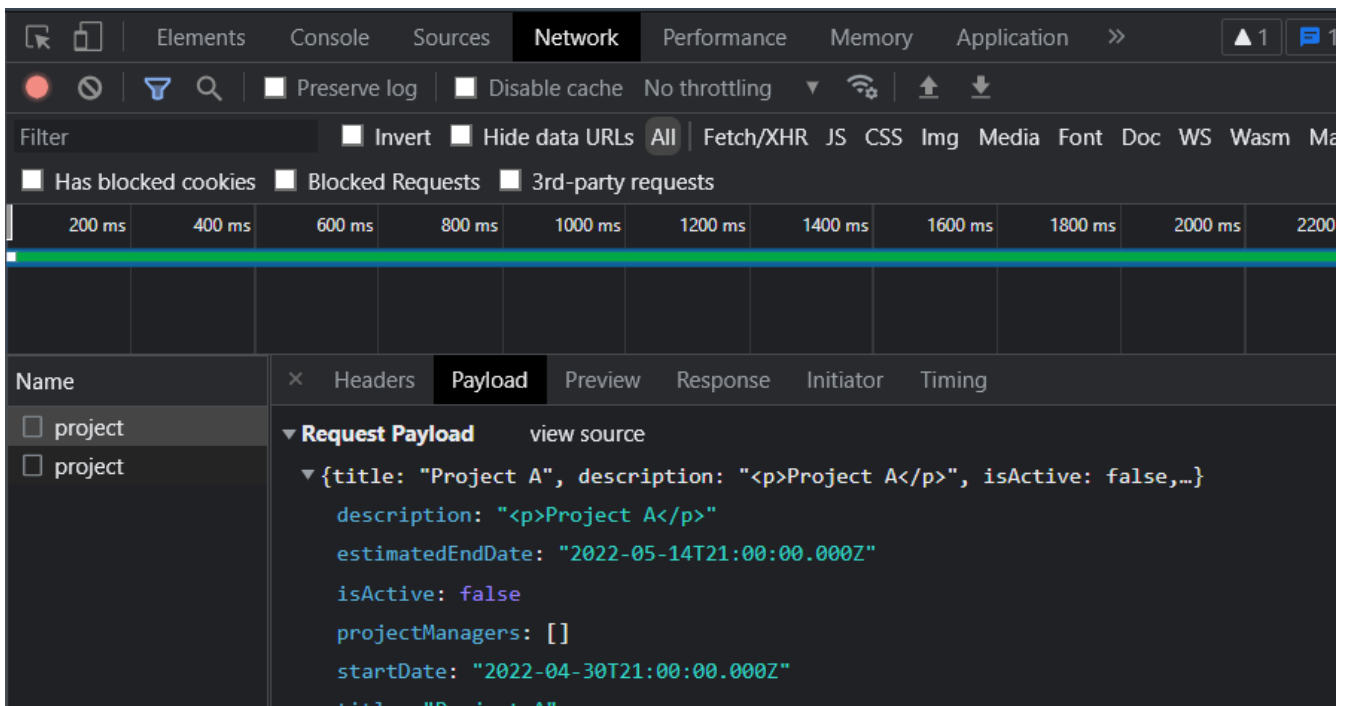 Elements Console Sources Network Performance Memory Application » 1 1
Preserve log Disable cache No throttling
Filter Invert Hide data URLs All Fetch/XHR JS CSS Img Media Font Doc WS Wasm Ma
Has blocked cookies Blocked Requests 3rd-party requests
200 ms 400 ms 600 ms 800 ms 1000 ms 1200 ms 1400 ms 1600 ms 1800 ms 2000 ms 2200
Name × Headers Payload Preview Response Initiator Timing
project ▼ Request Payload view source
project ▼ {title: "Project A", description: "<p>Project A</p>", isActive: false,…}
description: "<p>Project A</p>"
estimatedEndDate: "2022-05-14T21:00:00.000Z"
isActive: false
projectManagers: []
startDate: "2022-04-30T21:00:00.000Z"
title: "Project A"